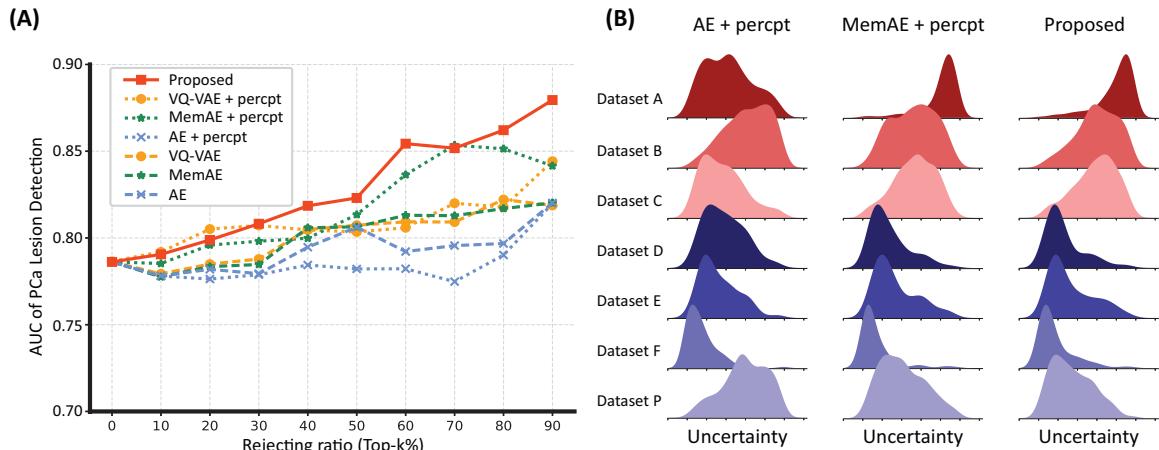 (A)
AUC of PCa Lesion Detection
0.90
0.85
0.80
0.75
0.70
Proposed
VQ-VAE + percpt
MemAE + percpt
AE + percpt
VQ-VAE
MemAE
AE
0 10 20 30 40 50 60 70 80 90
Rejecting ratio (Top-k%)
(B)
AE + percpt MemAE + percpt Proposed
Dataset A
Dataset B
Dataset C
Dataset D
Dataset E
Dataset F
Dataset P
Uncertainty Uncertainty Uncertainty